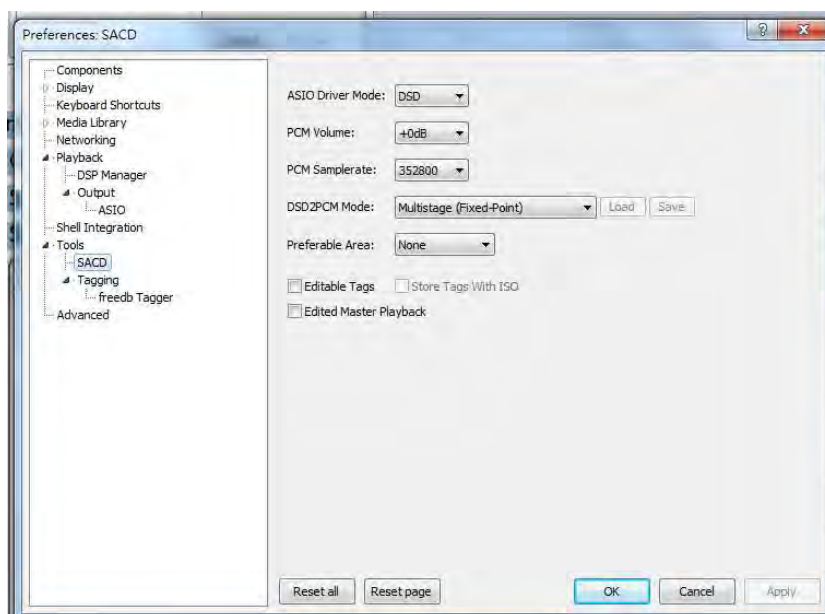 Preferences: SACD
Components
Display
Keyboard Shortcuts
Media Library
Networking
Playback
DSP Manager
Output
ASIO
Shell Integration
Tools
SACD
Tagging
freedb Tagger
Advanced
ASIO Driver Mode: DSD
PCM Volume: +0dB
PCM Samplerate: 352800
DSD2PCM Mode: Multistage (Fixed-Point) Load Save
Preferable Area: None
Editable Tags Store Tags With ISO
Edited Master Playback
Reset all Reset page OK Cancel Apply